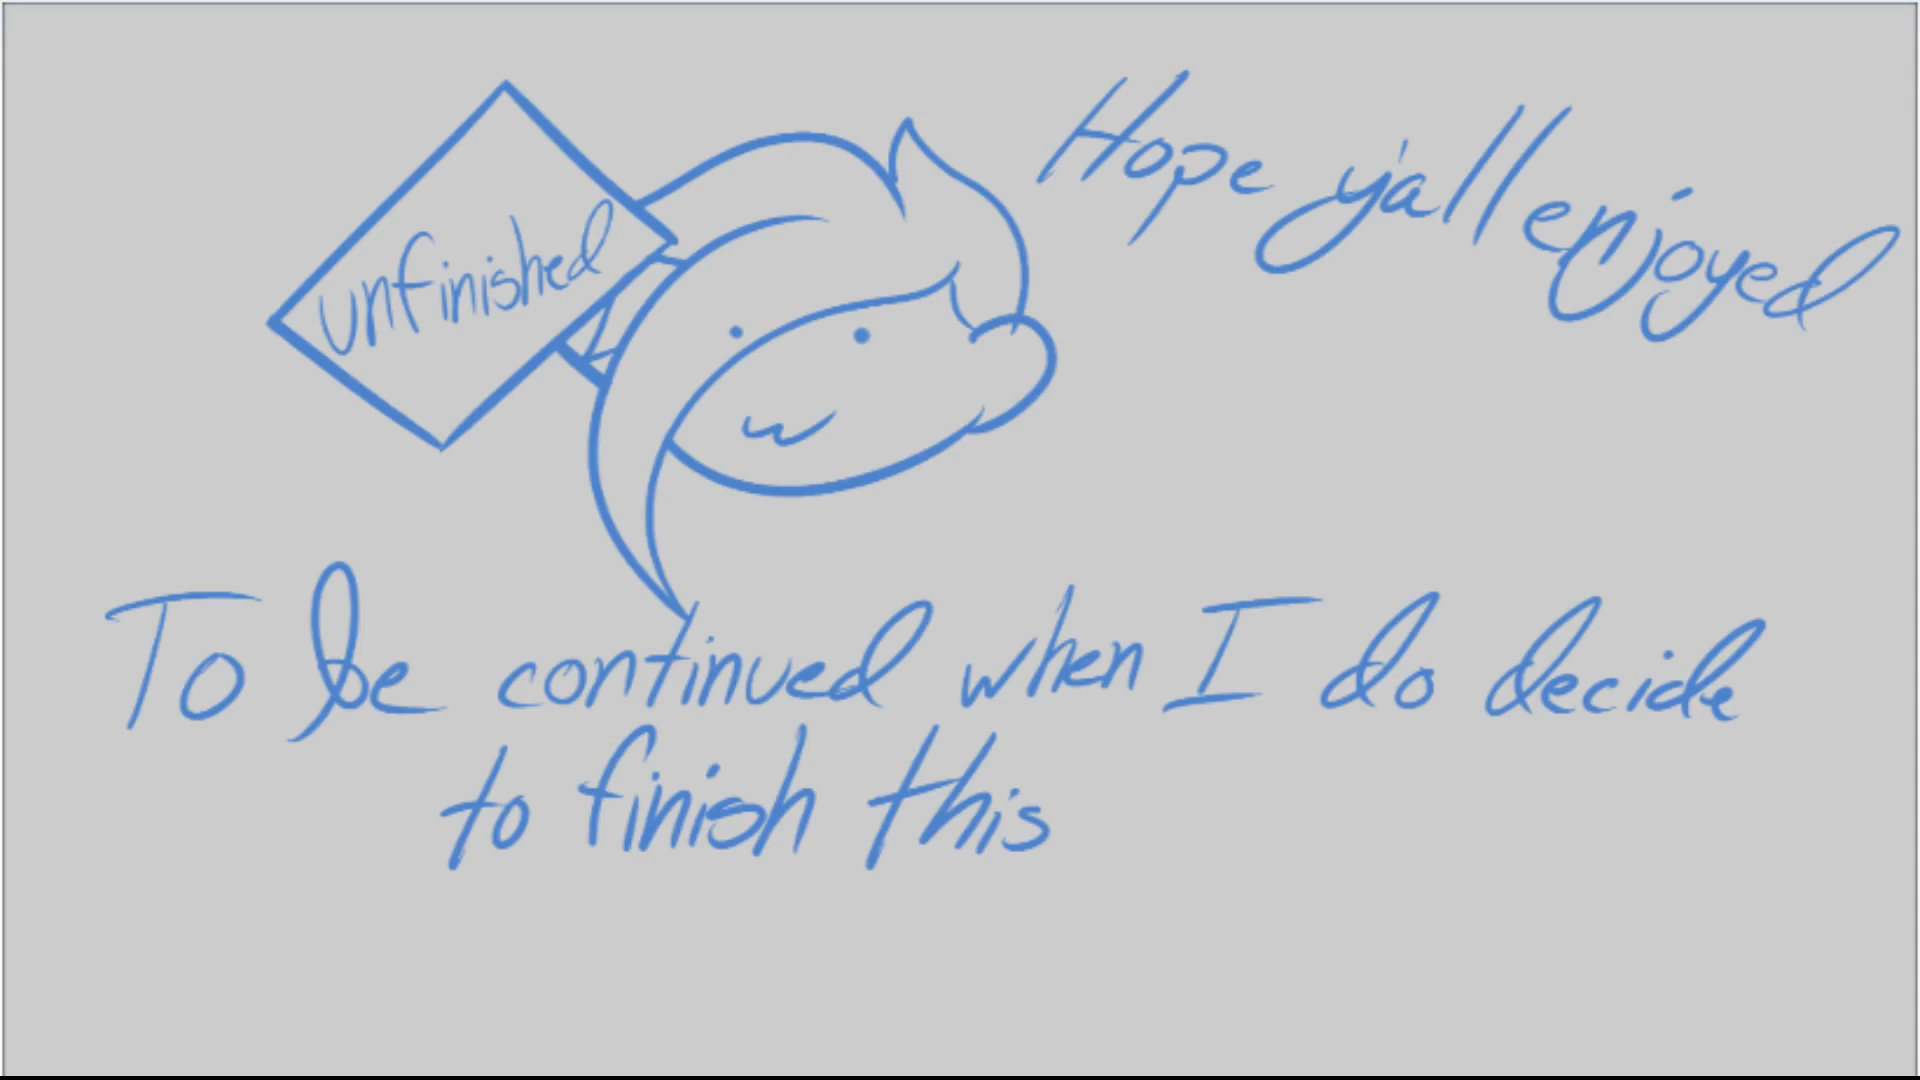 unfinished
Hope y'all enjoyed
To be continued when I do decide
to finish this